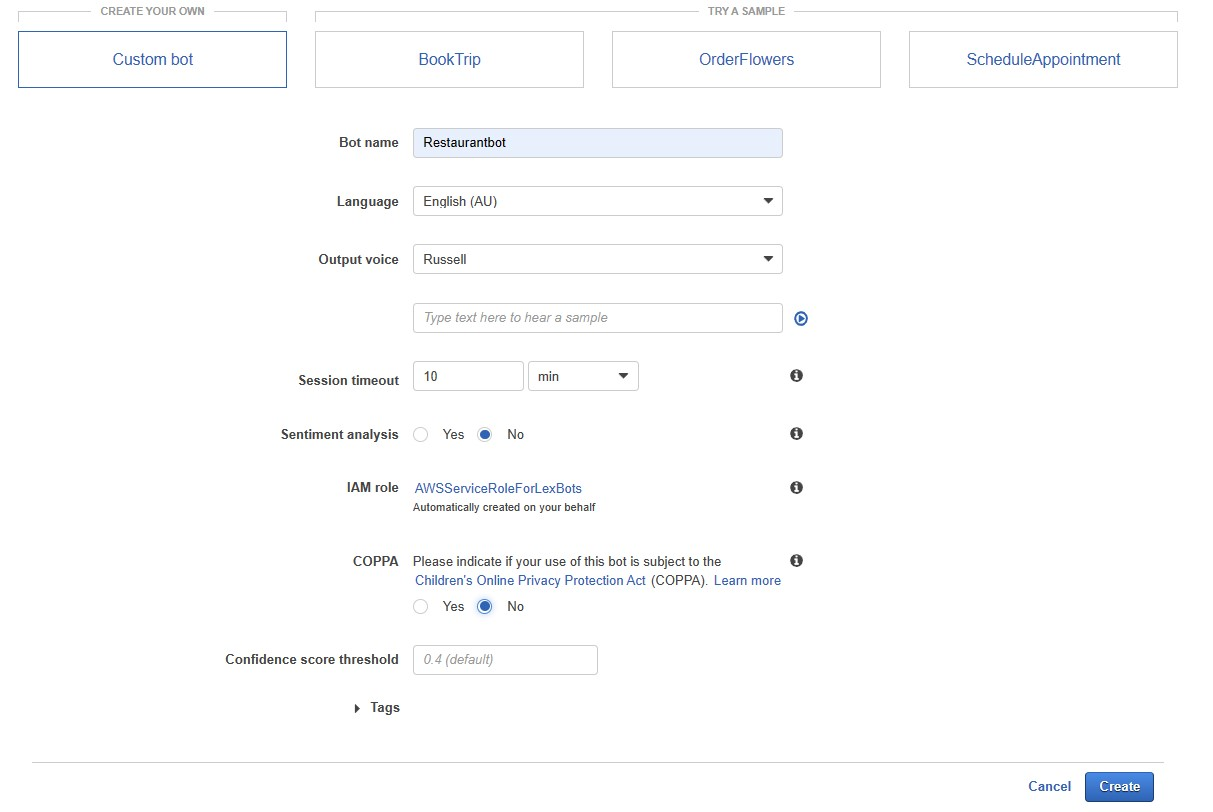 CREATE YOUR OWN TRY A SAMPLE
Custom bot BookTrip OrderFlowers ScheduleAppointment
Bot name Restaurantbot
Language English (AU)
Output voice Russell
Type text here to hear a sample
Session timeout 10 min
Sentiment analysis Yes No
IAM role AWSServiceRoleForLexBots
Automatically created on your behalf
COPPA Please indicate if your use of this bot is subject to the
Children's Online Privacy Protection Act (COPPA). Learn more
Yes No
Confidence score threshold 0.4 (default)
Tags
Cancel Create